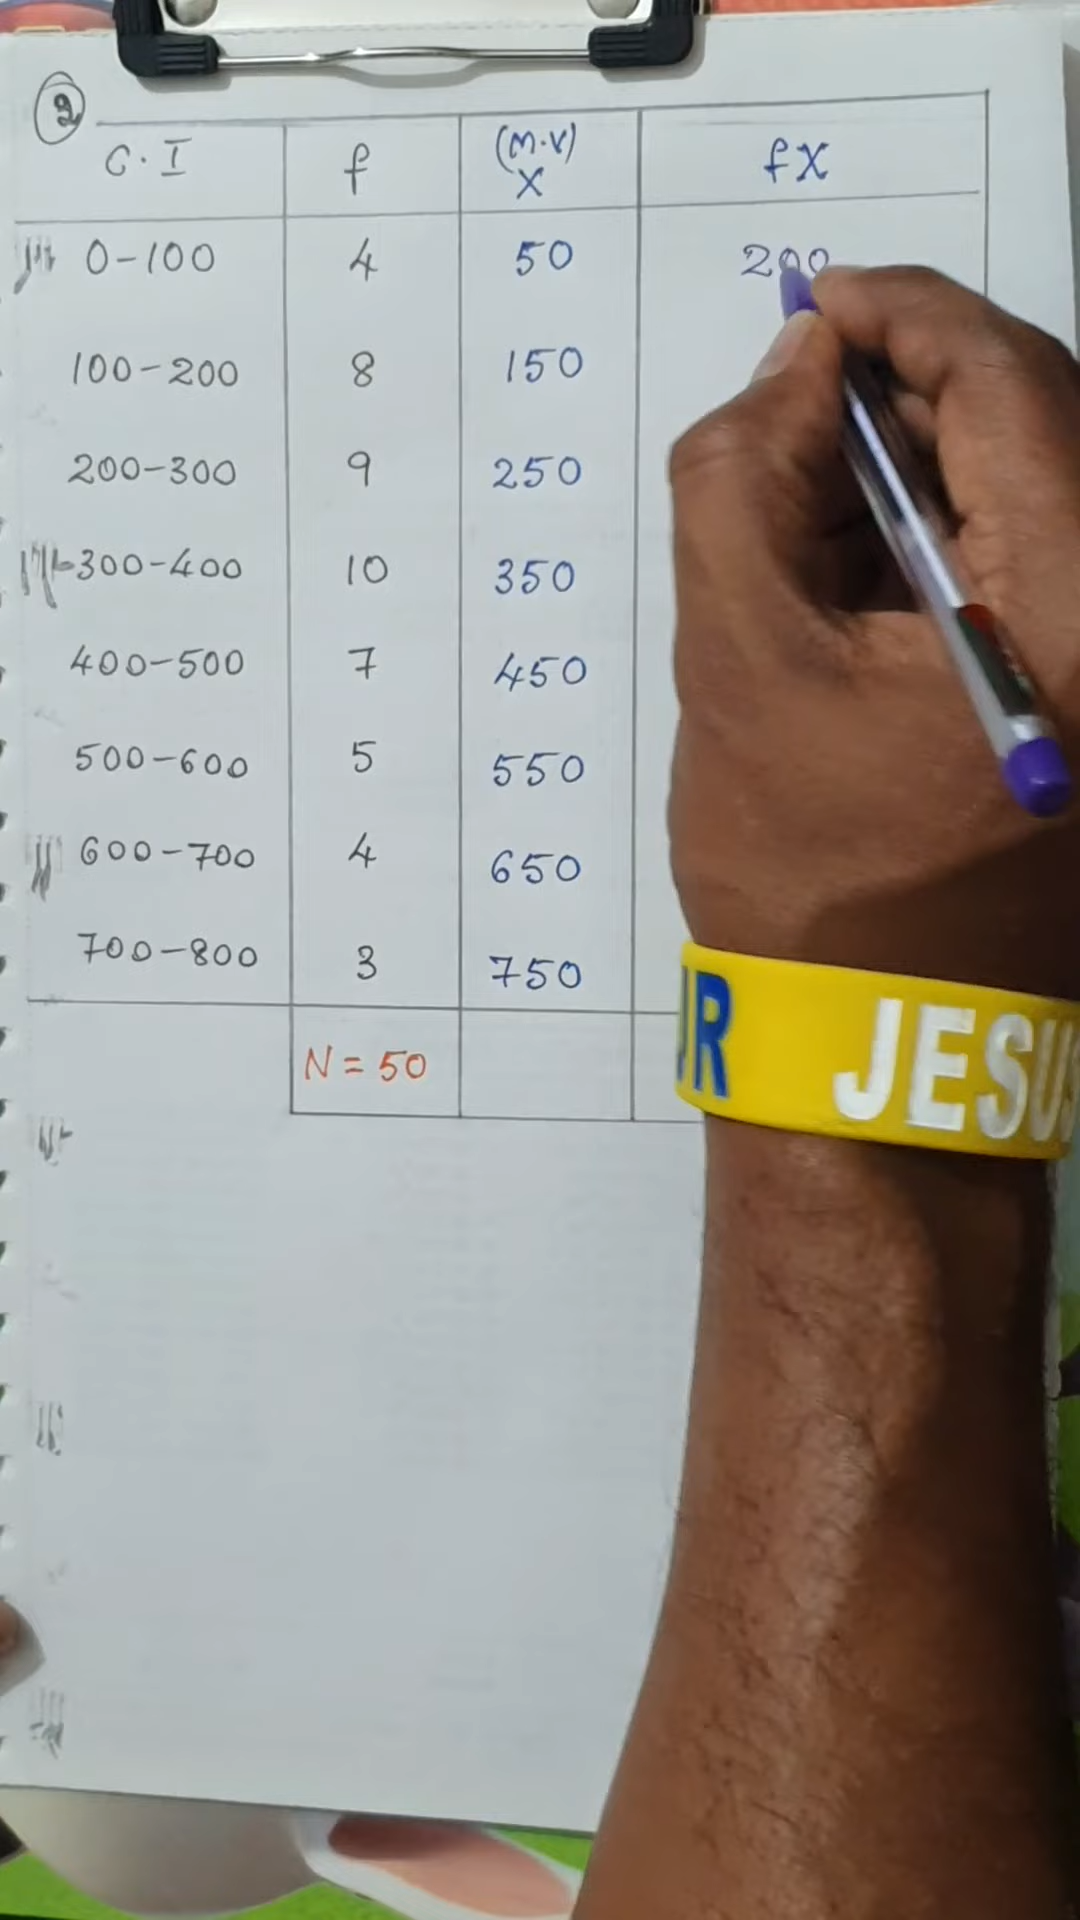 2
C.I f (M.V) X fX
0-100 4 50 200
100-200 8 150
200-300 9 250
300-400 10 350
400-500 7 450
500-600 5 550
600-700 4 650
700-800 3 750
N = 50
UR JESUS